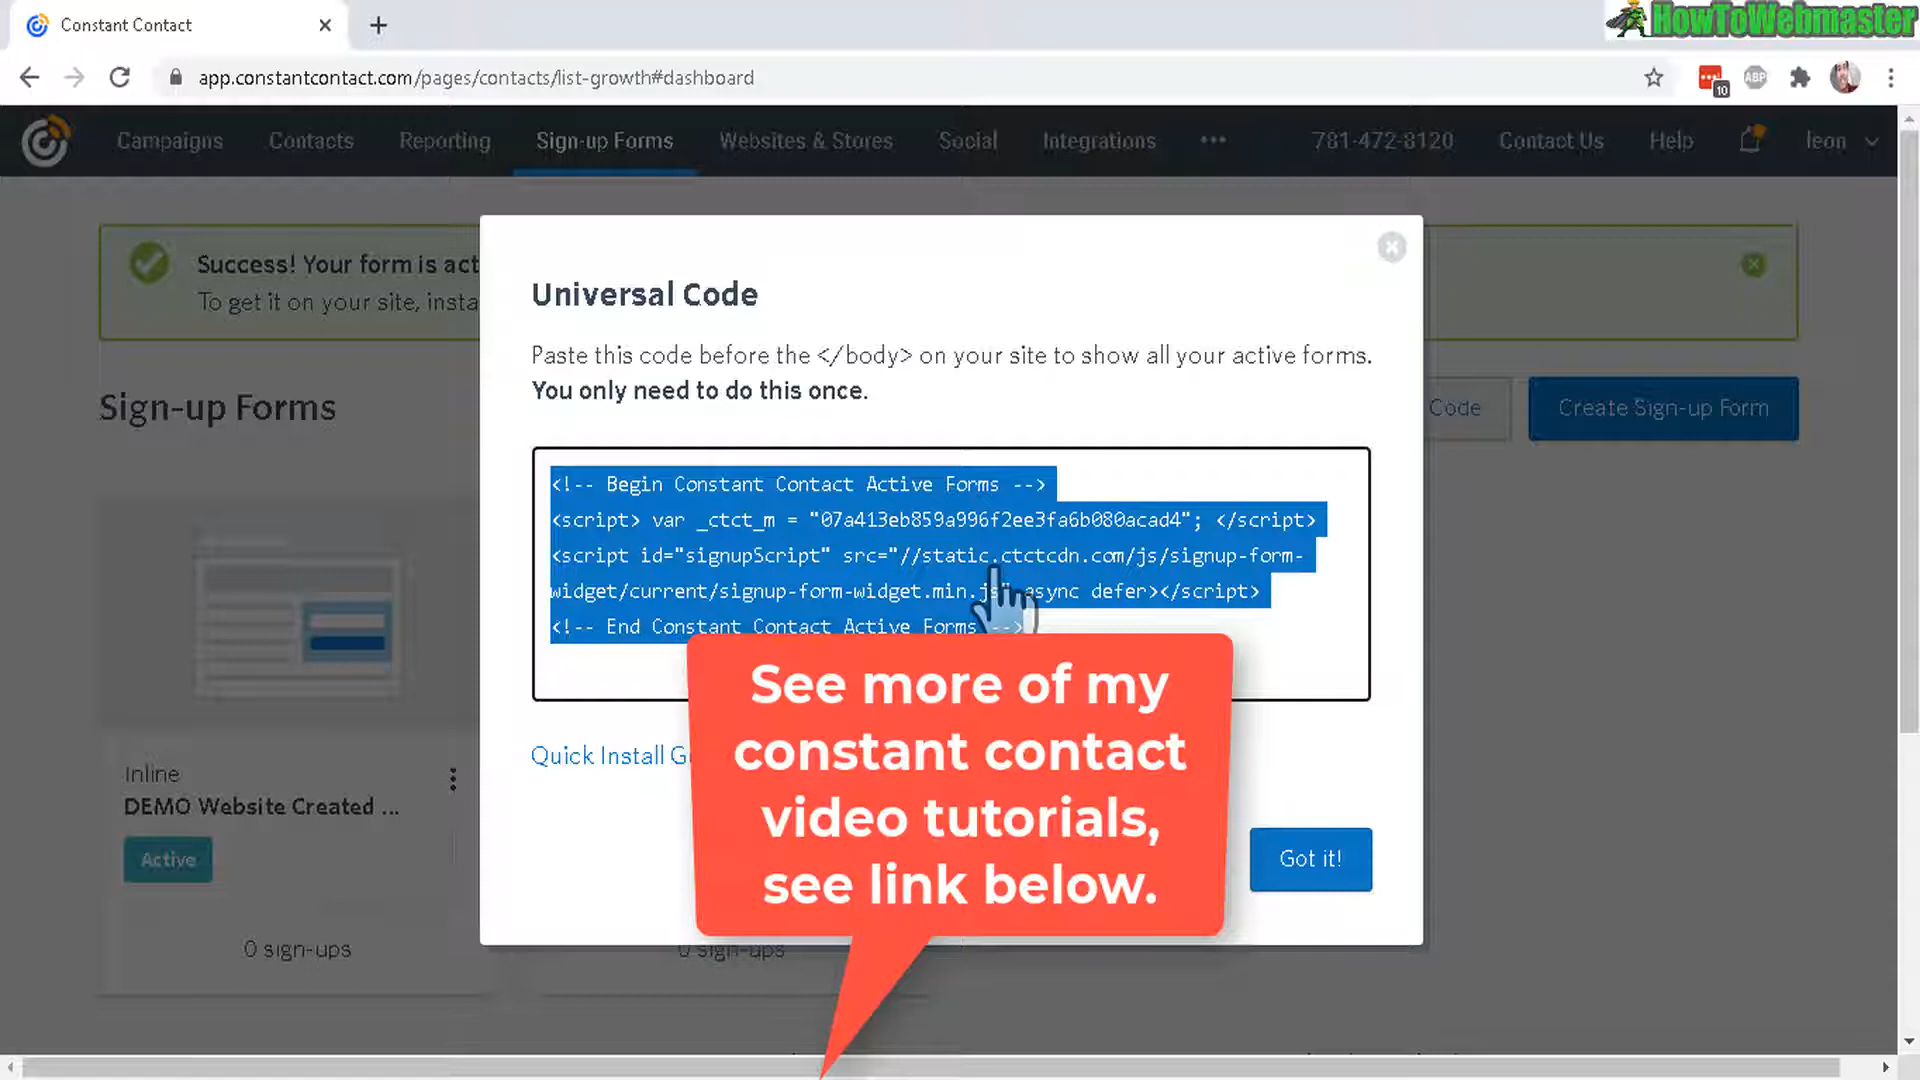 Constant Contact
HowToWebmaster
app.constantcontact.com/pages/contacts/list-growth#dashboard
10
ABP
Campaigns Contacts Reporting Sign-up Forms Websites & Stores Social Integrations ••• 781-472-8120 Contact Us Help leon
Success! Your form is act
To get it on your site, insta
Universal Code
Paste this code before the </body> on your site to show all your active forms.
You only need to do this once.
Sign-up Forms
Code
Create Sign-up Form
<!-- Begin Constant Contact Active Forms -->
<script> var _ctct_m = "07a413eb859a996f2ee3fa6b080acad4"; </script>
<script id="signupScript" src="//static.ctctcdn.com/js/signup-form-
widget/current/signup-form-widget.min.js" async defer></script>
<!-- End Constant Contact Active Forms -->
See more of my
constant contact
video tutorials,
see link below.
Quick Install G
Inline
DEMO Website Created ...
Active
Got it!
0 sign-ups
0 sign-ups